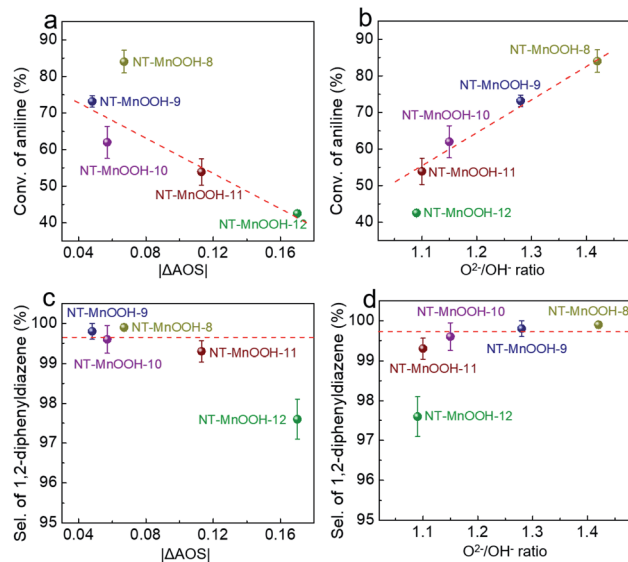 a
Conv. of aniline (%)
90
80
70
60
50
40
NT-MnOOH-8
NT-MnOOH-9
NT-MnOOH-10
NT-MnOOH-11
NT-MnOOH-12
0.04 0.08 0.12 0.16
|ΔAOS|
b
Conv. of aniline (%)
90
80
70
60
50
40
NT-MnOOH-8
NT-MnOOH-9
NT-MnOOH-10
NT-MnOOH-11
NT-MnOOH-12
1.1 1.2 1.3 1.4
O²⁻/OH⁻ ratio
c
Sel. of 1,2-diphenyldiazene (%)
100
99
98
97
96
95
NT-MnOOH-9
NT-MnOOH-8
NT-MnOOH-10
NT-MnOOH-11
NT-MnOOH-12
0.04 0.08 0.12 0.16
|ΔAOS|
d
Sel. of 1,2-diphenyldiazene (%)
100
99
98
97
96
95
NT-MnOOH-10
NT-MnOOH-8
NT-MnOOH-9
NT-MnOOH-11
NT-MnOOH-12
1.1 1.2 1.3 1.4
O²⁻/OH⁻ ratio